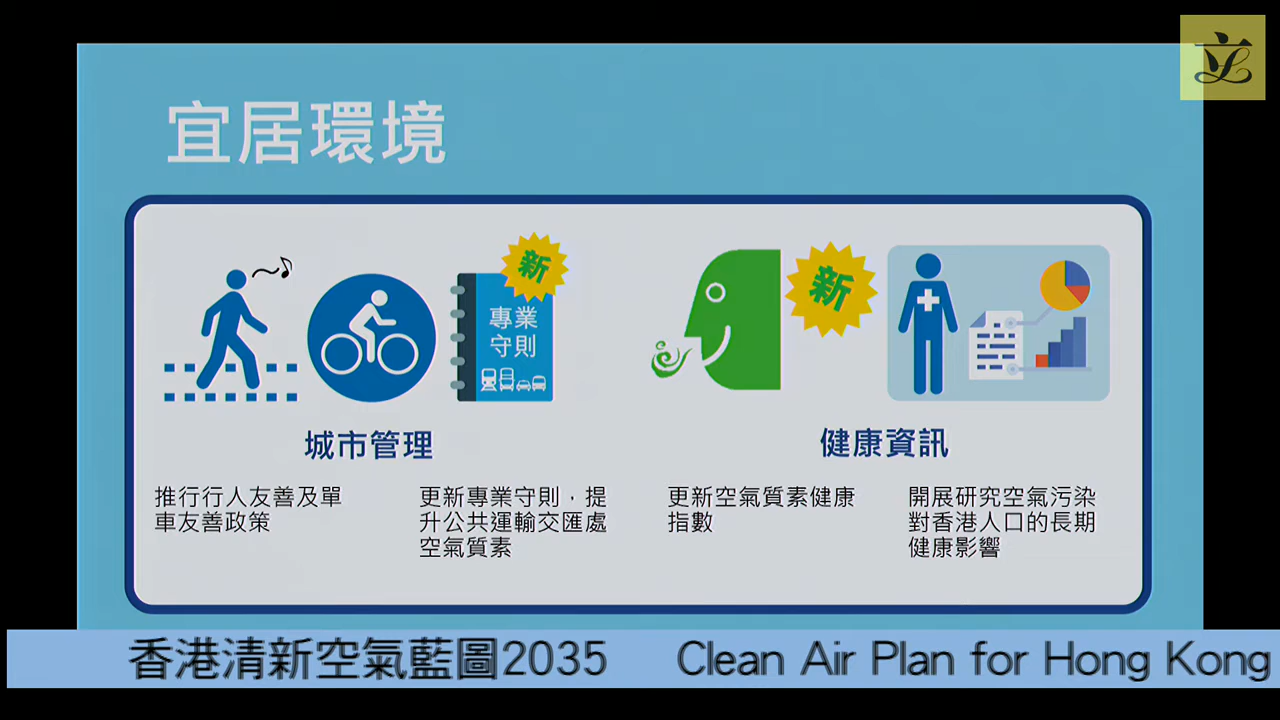 宜居環境
新
專業
守則
新
城市管理
健康資訊
推行行人友善及單
車友善政策
更新專業守則，提
升公共運輸交匯處
空氣質素
更新空氣質素健康
指數
開展研究空氣污染
對香港人口的長期
健康影響
香港清新空氣藍圖2035 Clean Air Plan for Hong Kong